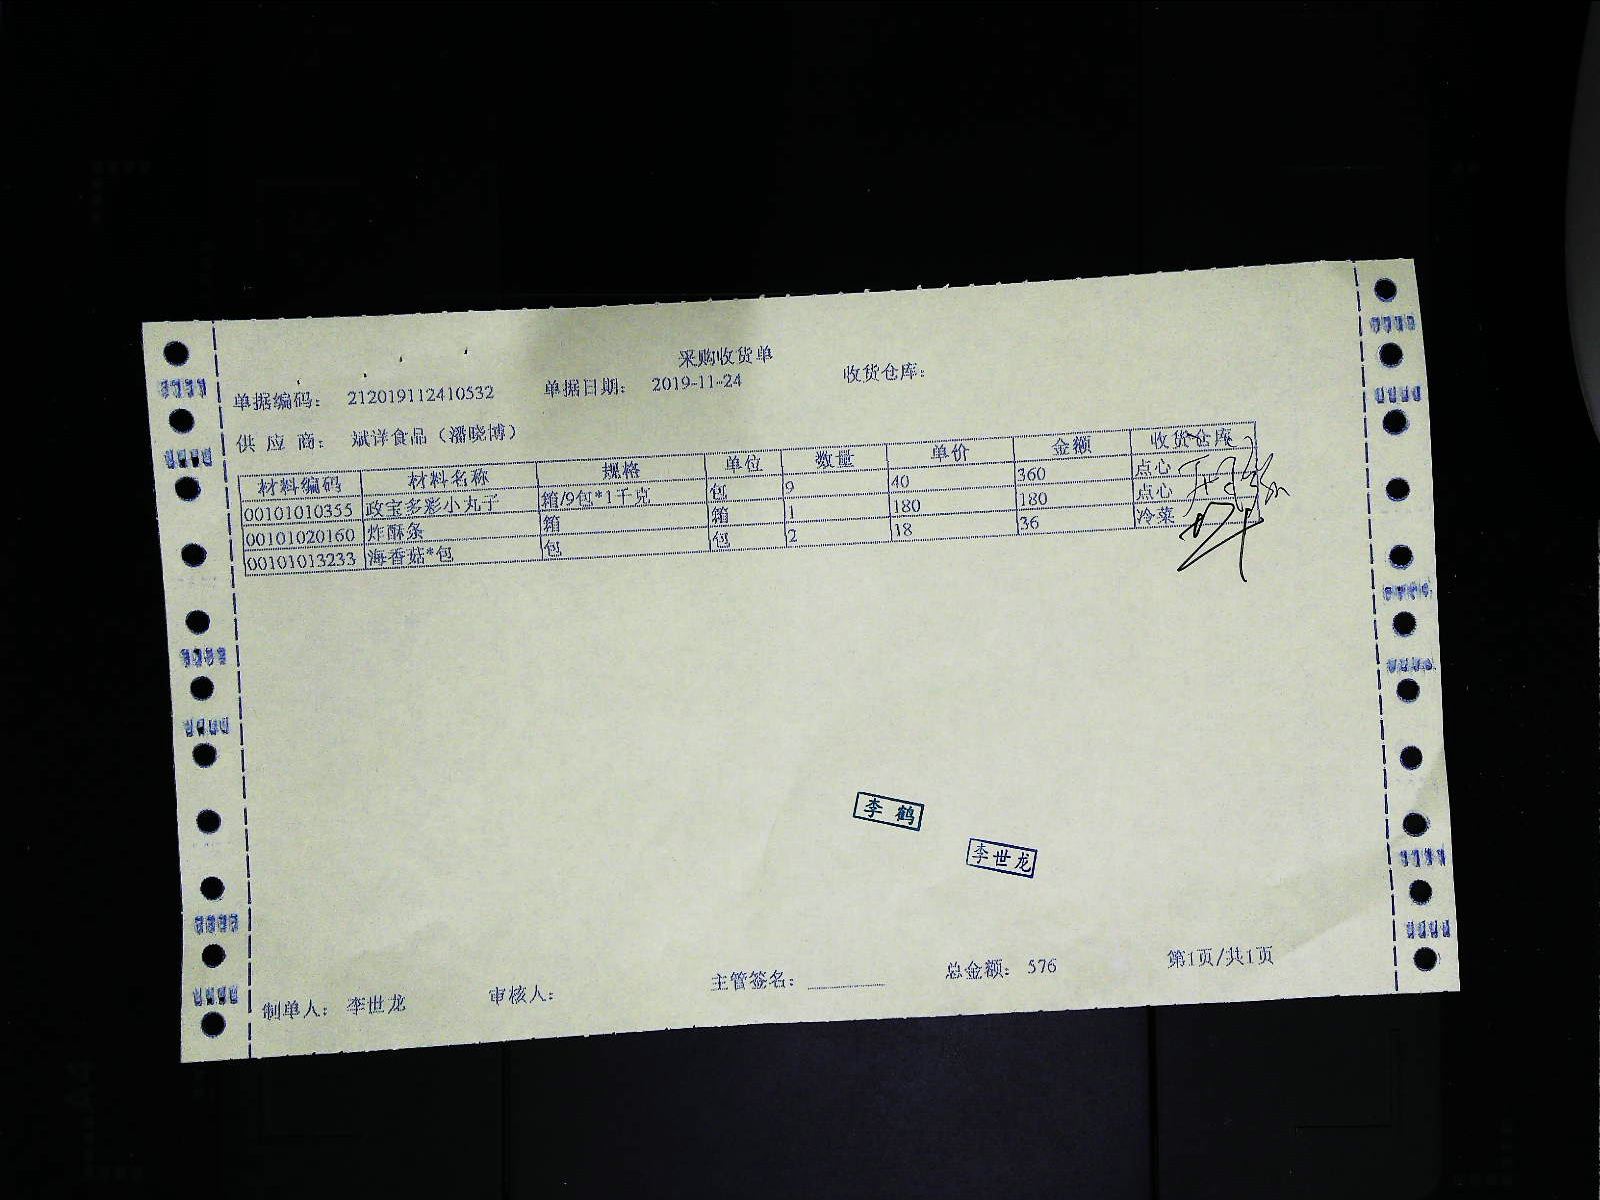 采购收货单
单据编码： 212019112410532 单据日期： 2019-11-24 收货仓库：
供 应 商： 斌详食品（潘晓博）
材料编码 材料名称 规格 单位 数量 单价 金额 收货仓库
00101010355 政宝多彩小丸子 箱/9包*1千克 包 9 40 360 点心
00101020160 炸酥条 箱 箱 1 180 180 点心
00101013233 海香菇*包 包 包 2 18 36 冷菜
李 鹤
李世龙
制单人： 李世龙 审核人： 主管签名： 总金额： 576 第1页/共1页